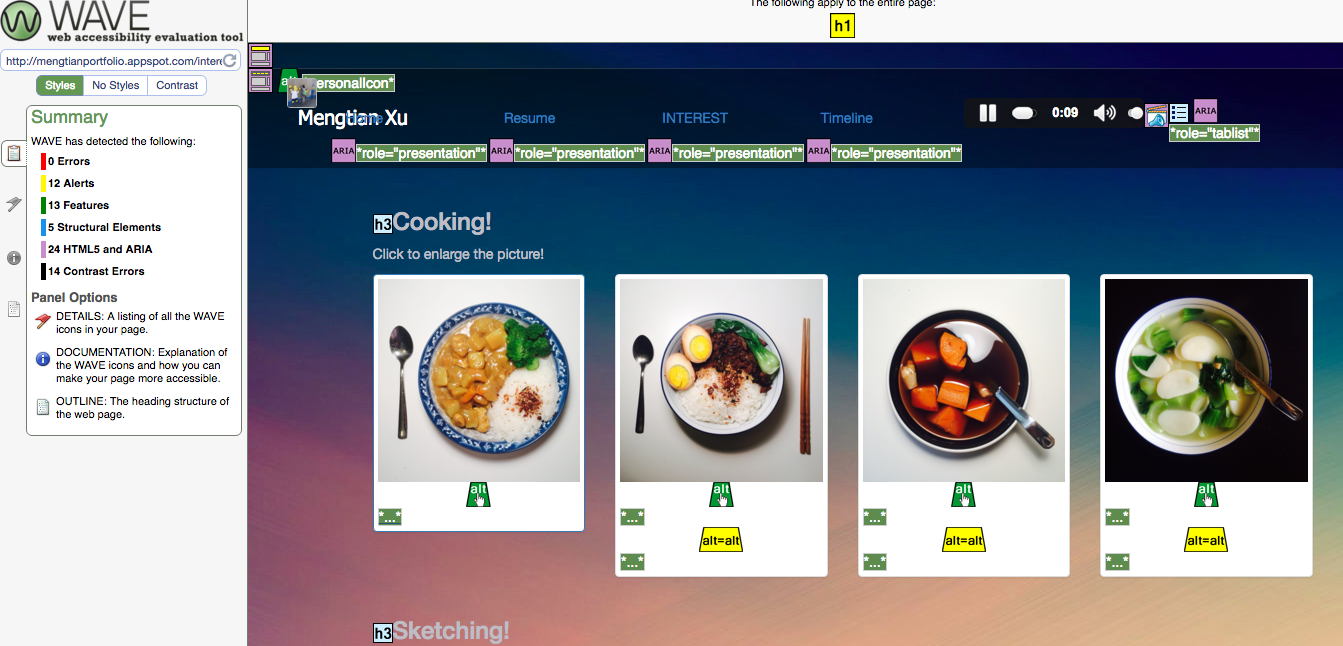 WAVE
web accessibility evaluation tool
http://mengtianportfolio.appspot.com/inter
Styles
No Styles
Contrast
Summary
WAVE has detected the following:
0 Errors
12 Alerts
13 Features
5 Structural Elements
24 HTML5 and ARIA
14 Contrast Errors
Panel Options
DETAILS: A listing of all the WAVE
icons in your page.
DOCUMENTATION: Explanation of
the WAVE icons and how you can
make your page more accessible.
OUTLINE: The heading structure of
the web page.
The following apply to the entire page:
h1
ersonalIcon*
Mengtian Xu
Home
Resume
INTEREST
Timeline
0:09
ARIA
*role="tablist"*
ARIA *role="presentation"*
ARIA *role="presentation"*
ARIA *role="presentation"*
ARIA *role="presentation"*
h3 Cooking!
Click to enlarge the picture!
alt
alt
alt
alt
*...*
*...*
*...*
*...*
alt=alt
alt=alt
alt=alt
*...*
*...*
*...*
h3 Sketching!